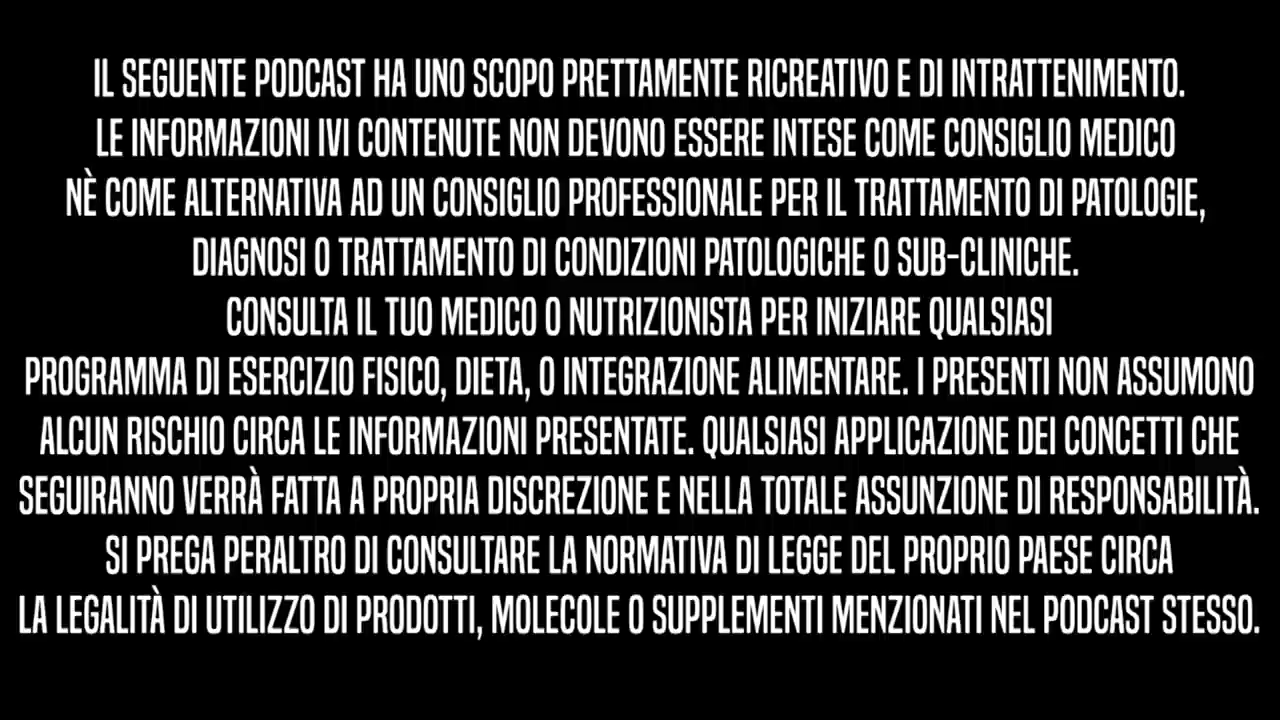 IL SEGUENTE PODCAST HA UNO SCOPO PRETTAMENTE RICREATIVO E DI INTRATTENIMENTO.
LE INFORMAZIONI IVI CONTENUTE NON DEVONO ESSERE INTESE COME CONSIGLIO MEDICO
NÈ COME ALTERNATIVA AD UN CONSIGLIO PROFESSIONALE PER IL TRATTAMENTO DI PATOLOGIE,
DIAGNOSI O TRATTAMENTO DI CONDIZIONI PATOLOGICHE O SUB-CLINICHE.
CONSULTA IL TUO MEDICO O NUTRIZIONISTA PER INIZIARE QUALSIASI
PROGRAMMA DI ESERCIZIO FISICO, DIETA, O INTEGRAZIONE ALIMENTARE. I PRESENTI NON ASSUMONO
ALCUN RISCHIO CIRCA LE INFORMAZIONI PRESENTATE. QUALSIASI APPLICAZIONE DEI CONCETTI CHE
SEGUIRANNO VERRÀ FATTA A PROPRIA DISCREZIONE E NELLA TOTALE ASSUNZIONE DI RESPONSABILITÀ.
SI PREGA PERALTRO DI CONSULTARE LA NORMATIVA DI LEGGE DEL PROPRIO PAESE CIRCA
LA LEGALITÀ DI UTILIZZO DI PRODOTTI, MOLECOLE O SUPPLEMENTI MENZIONATI NEL PODCAST STESSO.